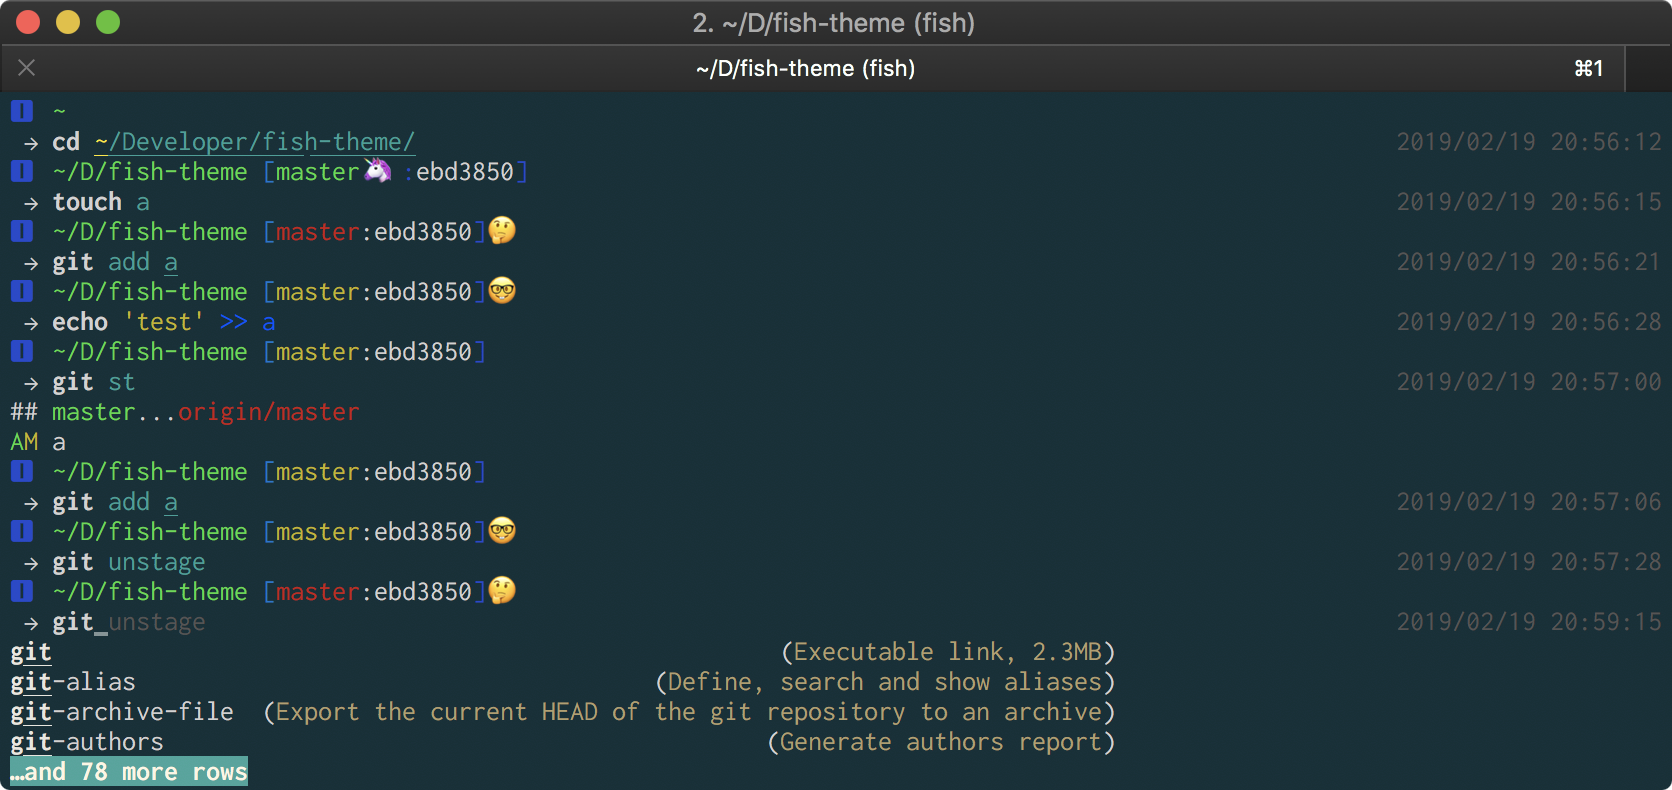 2. ~/D/fish-theme (fish)
~/D/fish-theme (fish) ⌘1
I ~
→ cd ~/Developer/fish-theme/ 2019/02/19 20:56:12
I ~/D/fish-theme [master🦄 :ebd3850]
→ touch a 2019/02/19 20:56:15
I ~/D/fish-theme [master:ebd3850]🤔
→ git add a 2019/02/19 20:56:21
I ~/D/fish-theme [master:ebd3850]🤓
→ echo 'test' >> a 2019/02/19 20:56:28
I ~/D/fish-theme [master:ebd3850]
→ git st 2019/02/19 20:57:00
## master...origin/master
AM a
I ~/D/fish-theme [master:ebd3850]
→ git add a 2019/02/19 20:57:06
I ~/D/fish-theme [master:ebd3850]🤓
→ git unstage 2019/02/19 20:57:28
I ~/D/fish-theme [master:ebd3850]🤔
→ git_unstage 2019/02/19 20:59:15
git (Executable link, 2.3MB)
git-alias (Define, search and show aliases)
git-archive-file (Export the current HEAD of the git repository to an archive)
git-authors (Generate authors report)
…and 78 more rows